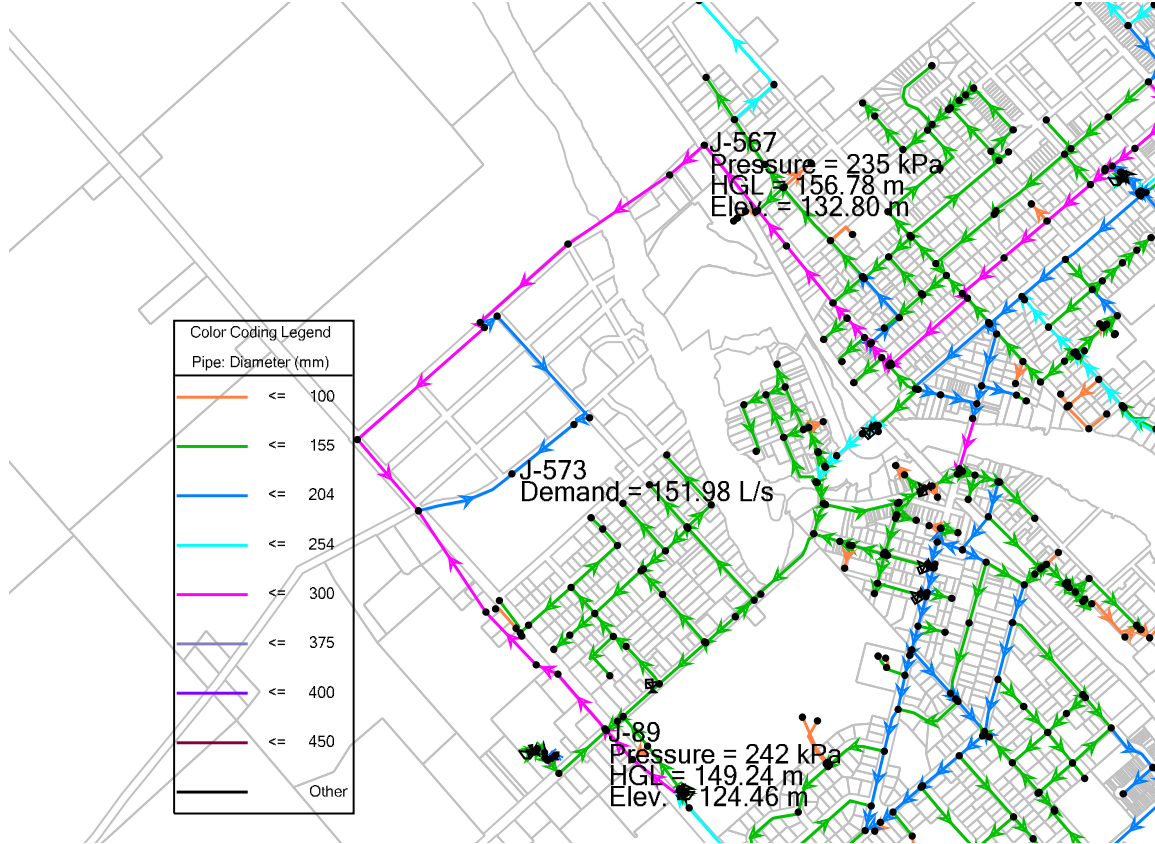 J-567
Pressure = 235 kPa
HGL = 156.78 m
Elev. = 132.80 m
Color Coding Legend
Pipe: Diameter (mm)
<= 100
<= 155
<= 204
<= 254
<= 300
<= 375
<= 400
<= 450
Other
J-573
Demand = 151.98 L/s
J-89
Pressure = 242 kPa
HGL = 149.24 m
Elev. = 124.46 m